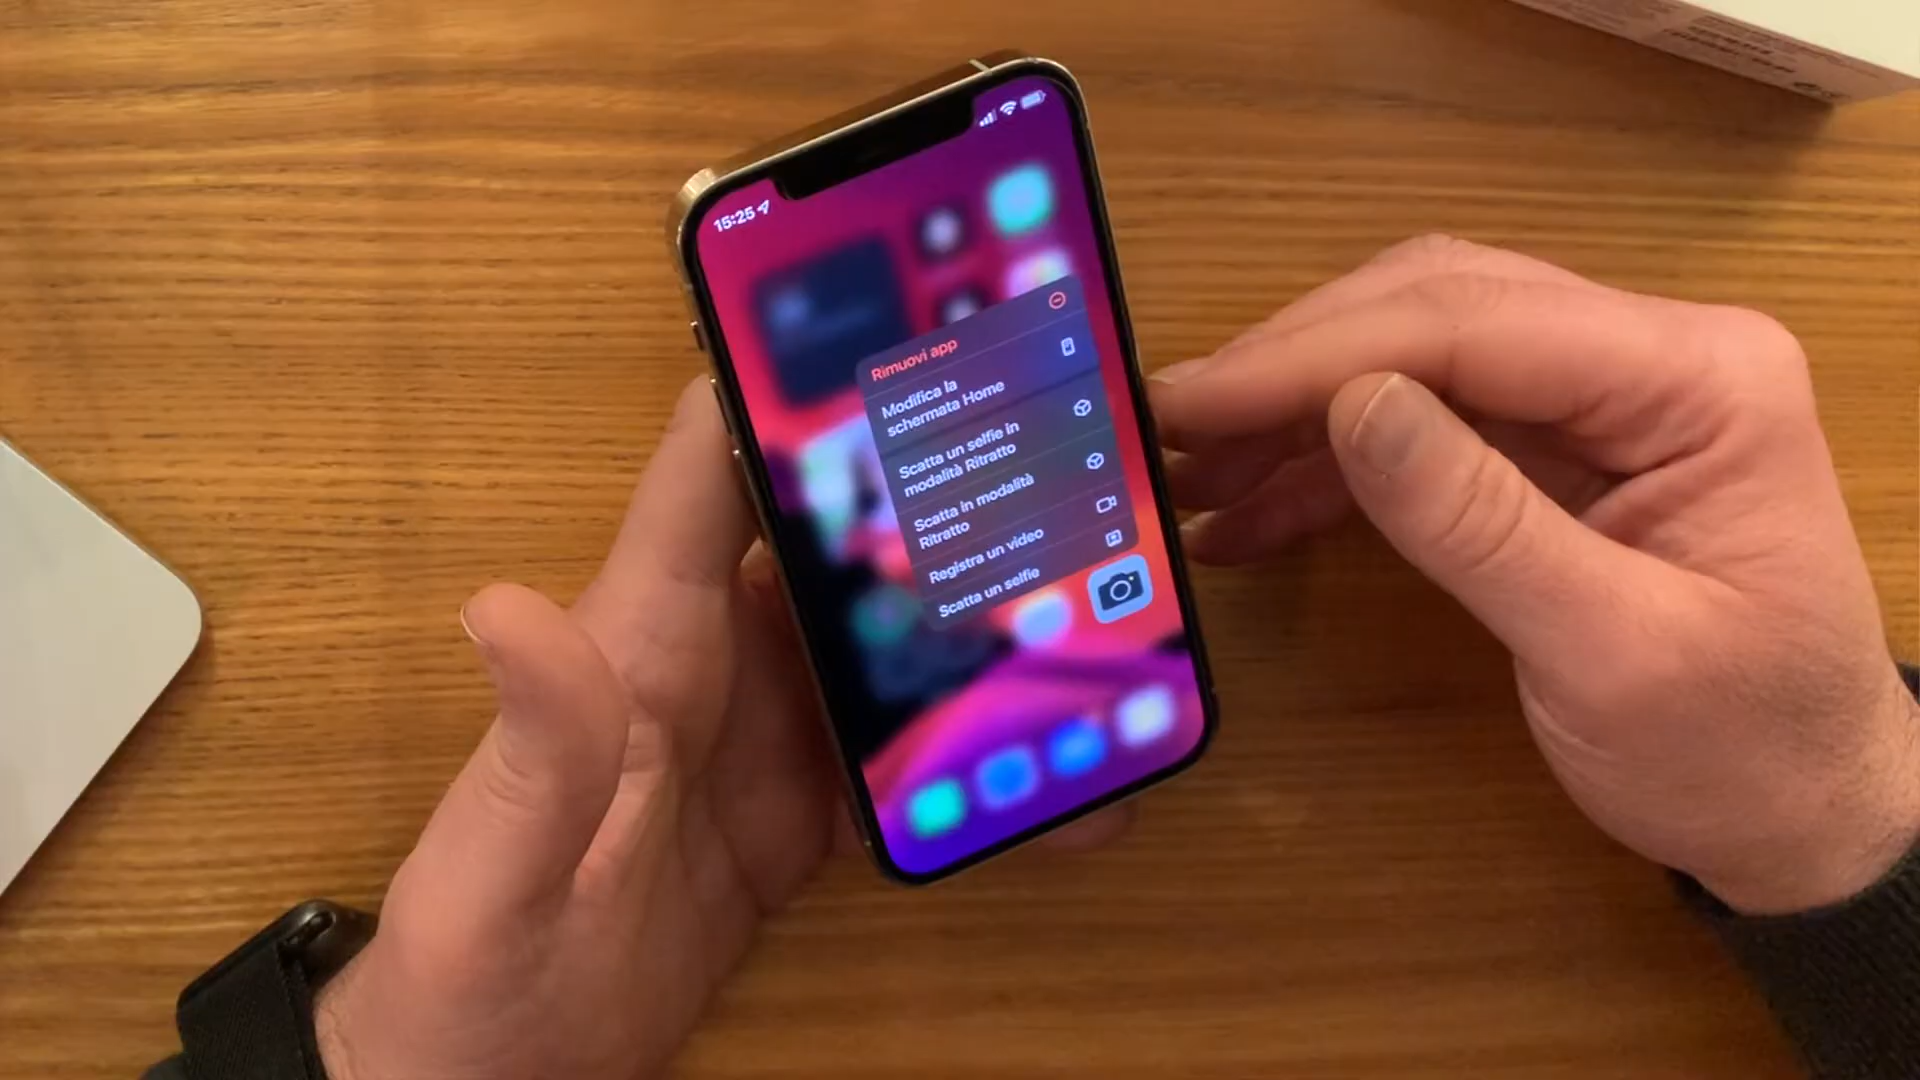 15:25
Rimuovi app
Modifica la
schermata Home
Scatta un selfie in
modalità Ritratto
Scatta in modalità
Ritratto
Registra un video
Scatta un selfie